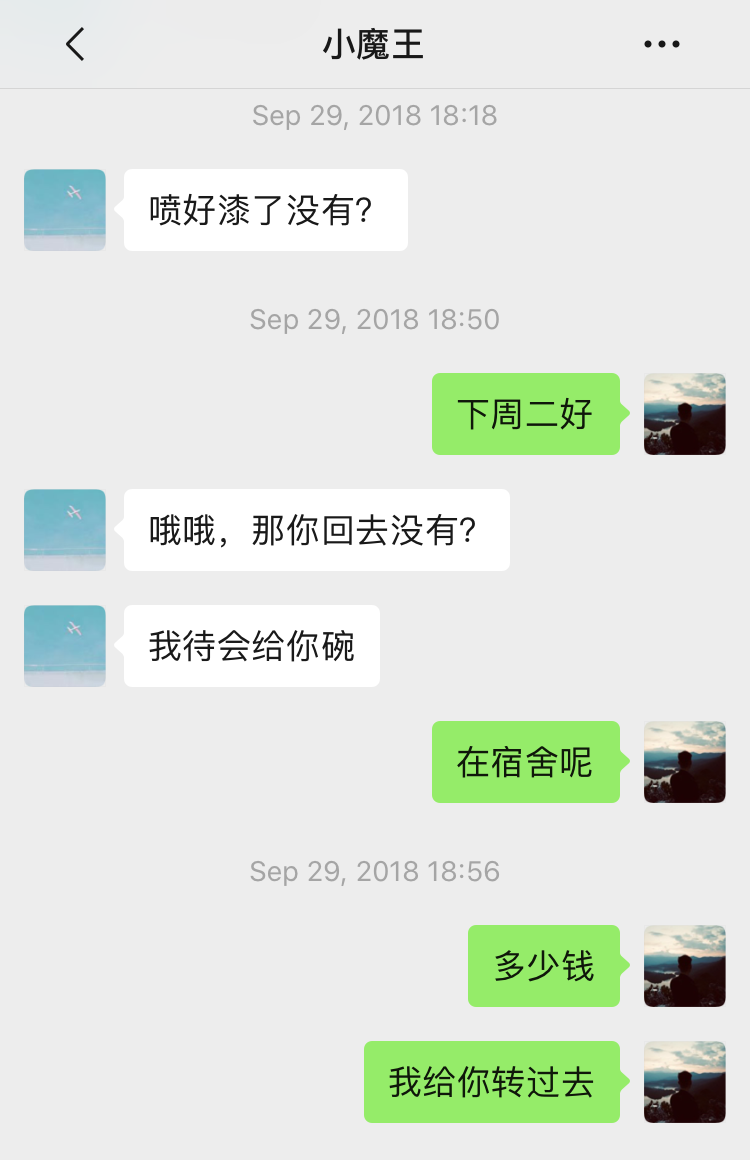 小魔王
Sep 29, 2018 18:18
喷好漆了没有?
Sep 29, 2018 18:50
下周二好
哦哦，那你回去没有?
我待会给你碗
在宿舍呢
Sep 29, 2018 18:56
多少钱
我给你转过去